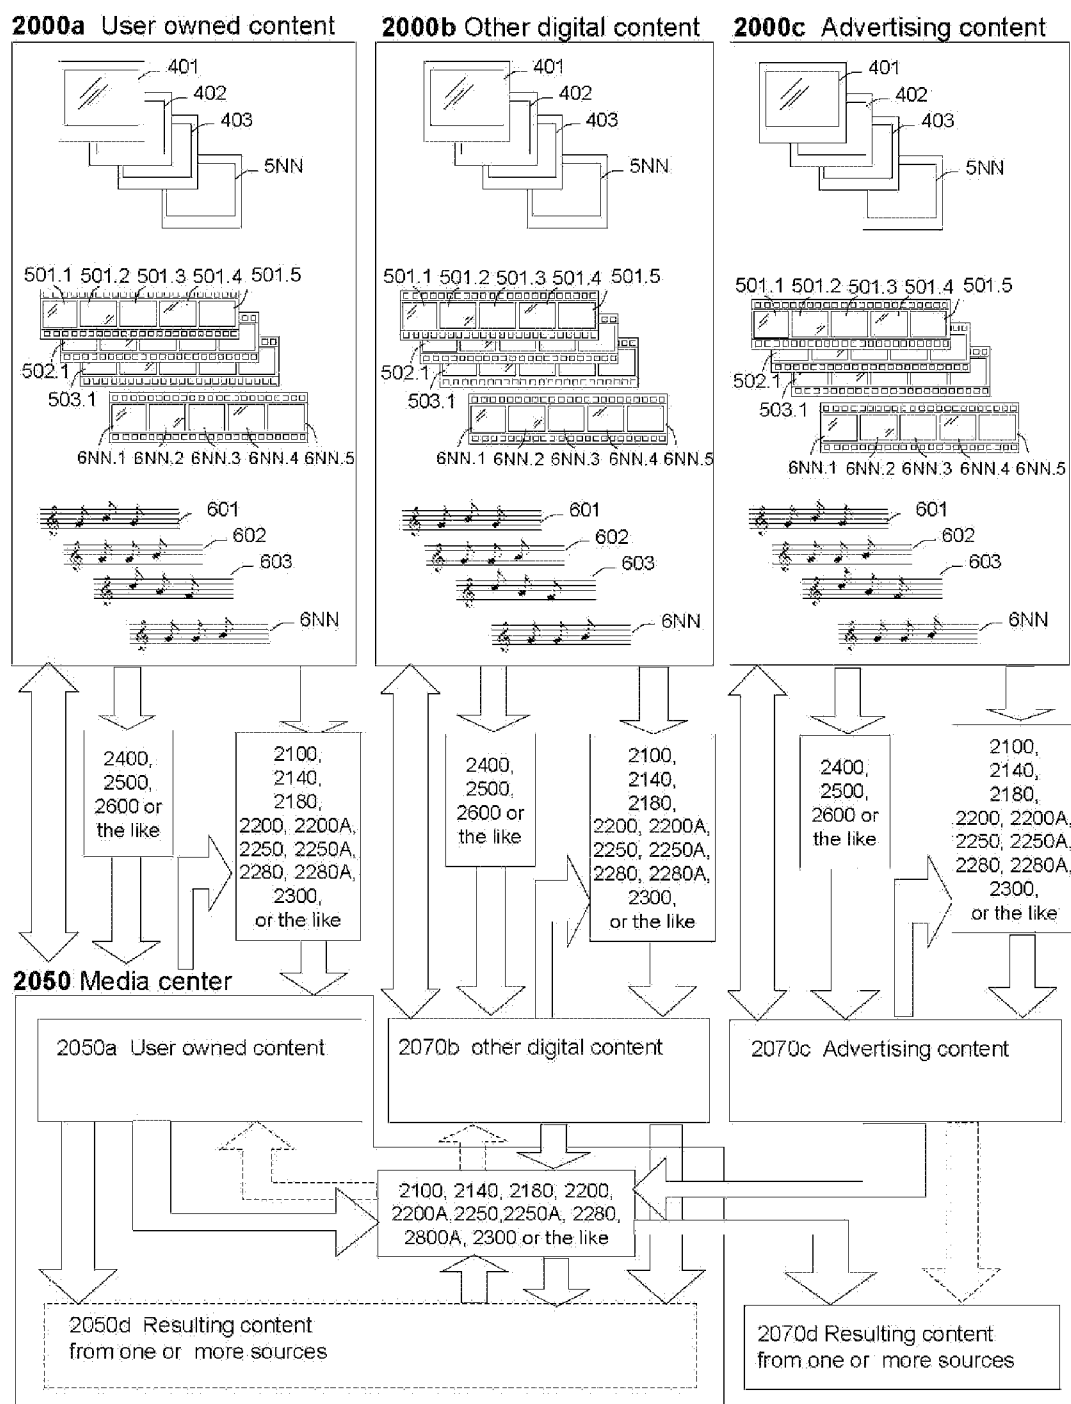 2000a User owned content
401
402
403
5NN
501.1 501.2 501.3 501.4 501.5
502.1
503.1
6NN.1 6NN.2 6NN.3 6NN.4 6NN.5
601
602
603
6NN
2000b Other digital content
401
402
403
5NN
501.1 501.2 501.3 501.4 501.5
502.1
503.1
6NN.1 6NN.2 6NN.3 6NN.4 6NN.5
601
602
603
6NN
2000c Advertising content
401
402
403
5NN
501.1 501.2 501.3 501.4 501.5
502.1
503.1
6NN.1 6NN.2 6NN.3 6NN.4 6NN.5
601
602
603
6NN
2400,
2500,
2600 or
the like
2100,
2140,
2180,
2200, 2200A,
2250, 2250A,
2280, 2280A,
2300,
or the like
2400,
2500,
2600 or
the like
2100,
2140,
2180,
2200, 2200A,
2250, 2250A,
2280, 2280A,
2300,
or the like
2400,
2500,
2600 or
the like
2100,
2140,
2180,
2200, 2200A,
2250, 2250A,
2280, 2280A,
2300,
or the like
2050 Media center
2050a User owned content
2070b other digital content
2070c Advertising content
2100, 2140, 2180, 2200,
2200A,2250,2250A, 2280,
2800A, 2300 or the like
2050d Resulting content
from one or more sources
2070d Resulting content
from one or more sources